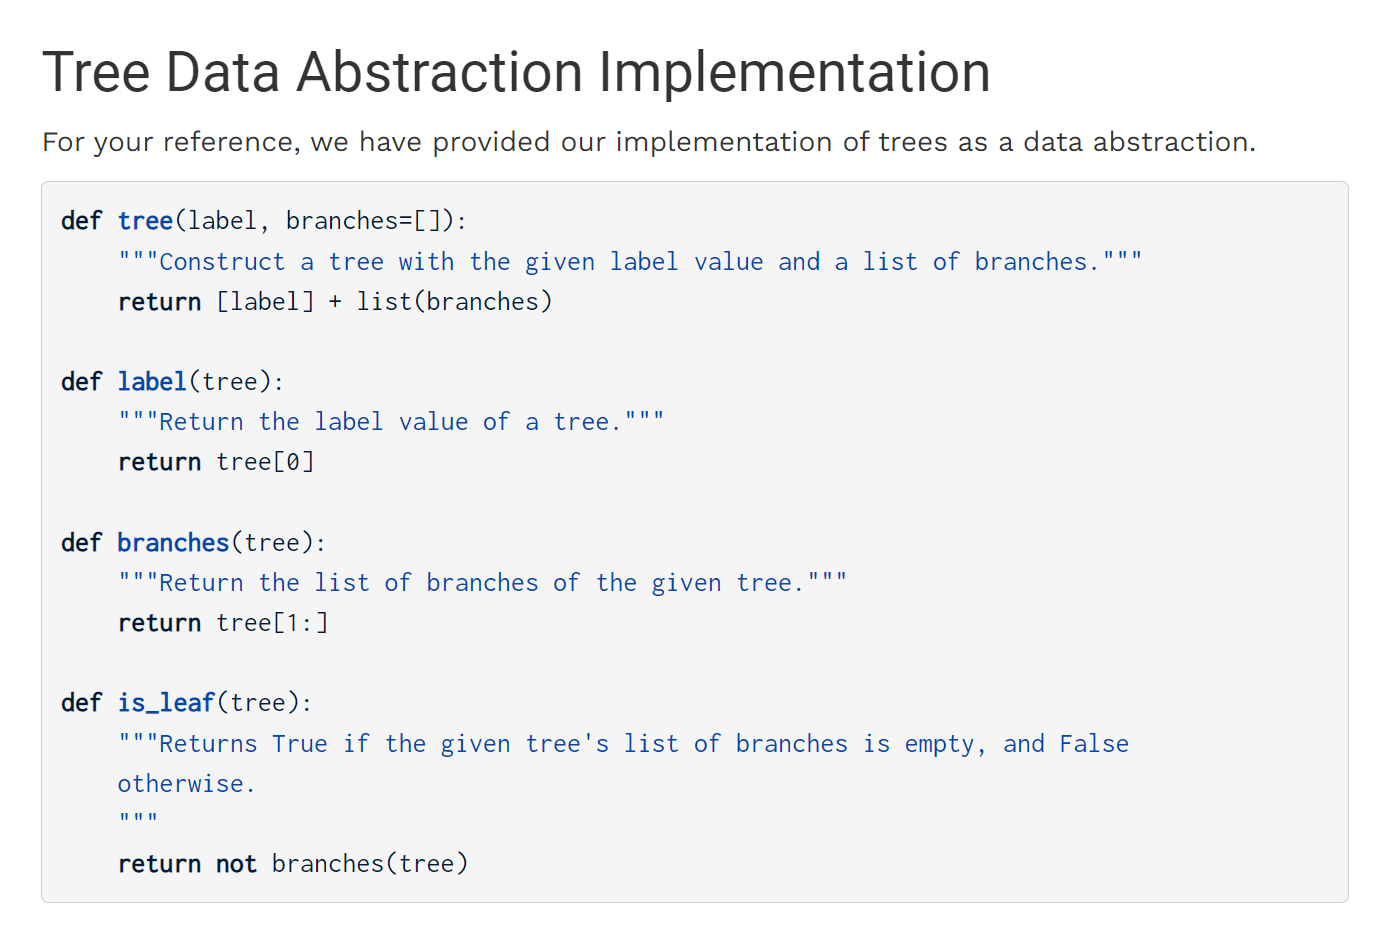 Tree Data Abstraction Implementation
For your reference, we have provided our implementation of trees as a data abstraction.
def tree(label, branches=[]):
    """Construct a tree with the given label value and a list of branches."""
    return [label] + list(branches)
def label(tree):
    """Return the label value of a tree."""
    return tree[0]
def branches(tree):
    """Return the list of branches of the given tree."""
    return tree[1:]
def is_leaf(tree):
    """Returns True if the given tree's list of branches is empty, and False
    otherwise.
    """
    return not branches(tree)